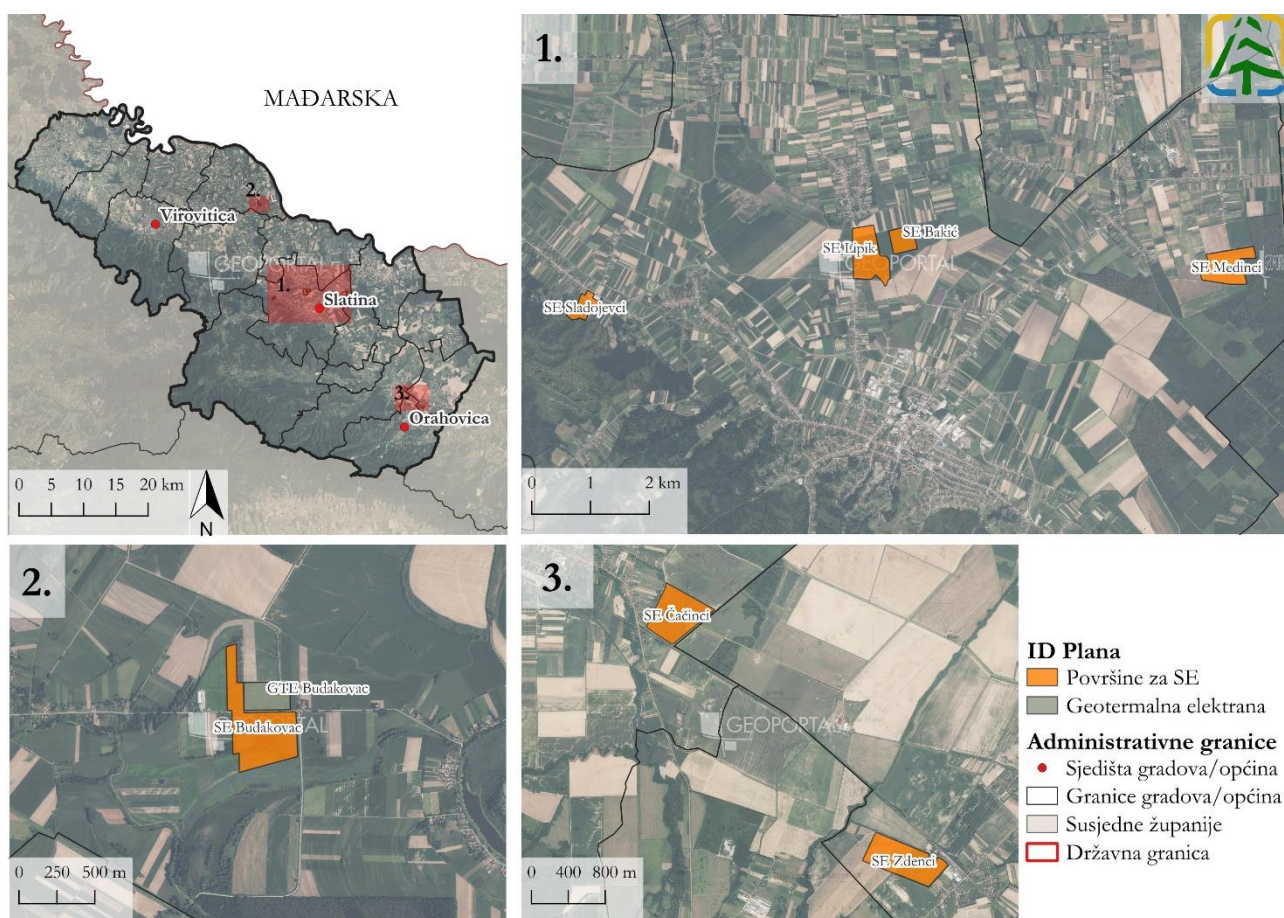 MAĐARSKA
2.
Virovitica
GEOPORTAL
1.
Slatina
3.
Orahovica
0 5 10 15 20 km
N
1.
SE Bakić
SE Lipik
GEOPORTAL
SE Medinci
SE Sladojevci
0 1 2 km
2.
GTE Budakovac
SE Budakovac
0 250 500 m
3.
SE Čačinci
GEOPORTAL
SE Zdenci
0 400 800 m
ID Plana
Površine za SE
Geotermalna elektrana
Administrativne granice
Sjedišta gradova/općina
Granice gradova/općina
Susjedne županije
Državna granica